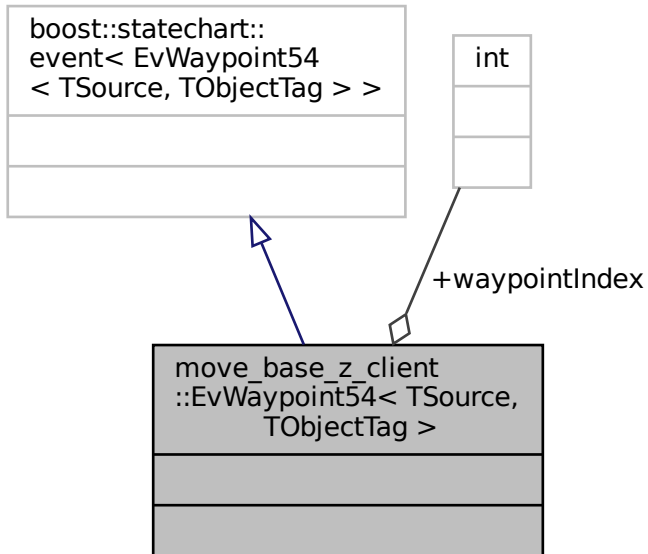 boost::statechart::
event< EvWaypoint54
< TSource, TObjectTag > >
int
+waypointIndex
move_base_z_client
::EvWaypoint54< TSource,
TObjectTag >